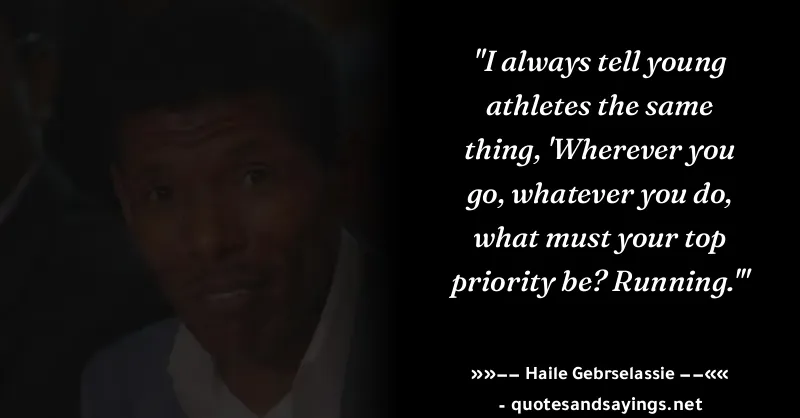 "I always tell young
athletes the same
thing, 'Wherever you
go, whatever you do,
what must your top
priority be? Running.'"
»»−− Haile Gebrselassie −−««
- quotesandsayings.net